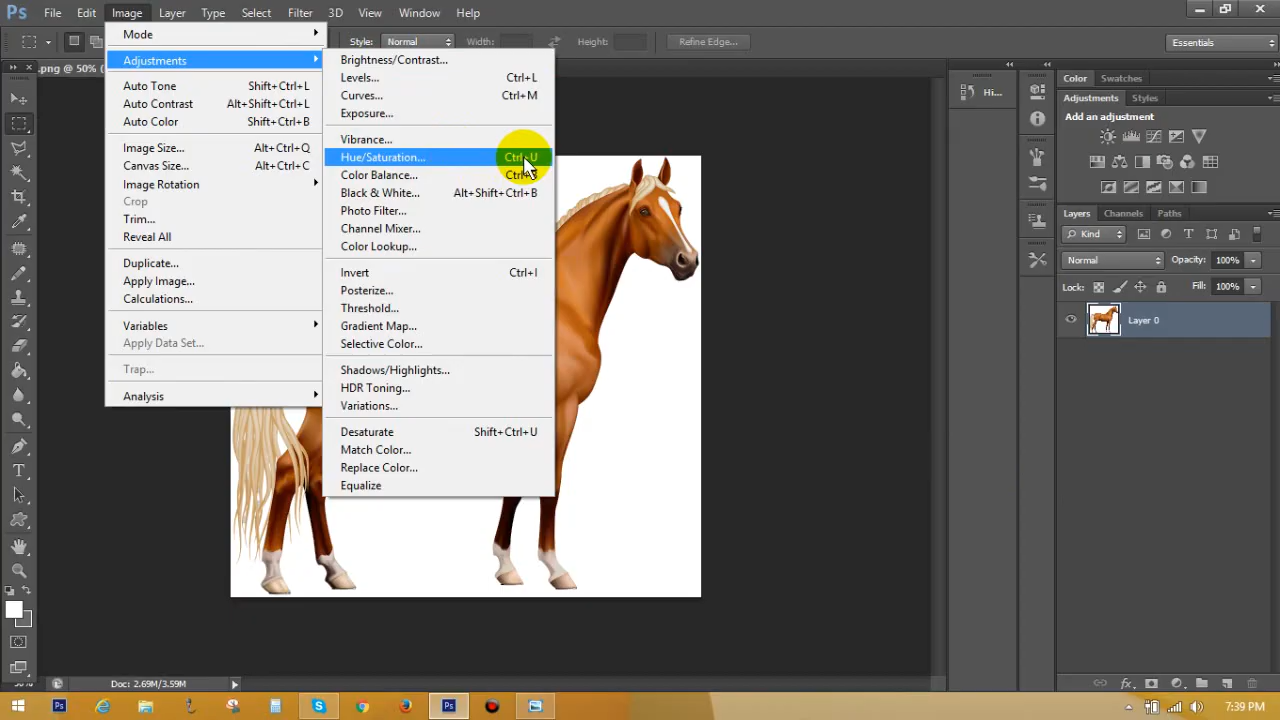 Ps File Edit Image Layer Type Select Filter 3D View Window Help
Style: Normal Width: Height: Refine Edge... Essentials
.png @ 50% (
Mode
Adjustments
Auto Tone Shift+Ctrl+L
Auto Contrast Alt+Shift+Ctrl+L
Auto Color Shift+Ctrl+B
Image Size... Alt+Ctrl+Q
Canvas Size... Alt+Ctrl+C
Image Rotation
Crop
Trim...
Reveal All
Duplicate...
Apply Image...
Calculations...
Variables
Apply Data Set...
Trap...
Analysis
Brightness/Contrast...
Levels... Ctrl+L
Curves... Ctrl+M
Exposure...
Vibrance...
Hue/Saturation... Ctrl+U
Color Balance...
Black & White... Alt+Shift+Ctrl+B
Photo Filter...
Channel Mixer...
Color Lookup...
Invert Ctrl+I
Posterize...
Threshold...
Gradient Map...
Selective Color...
Shadows/Highlights...
HDR Toning...
Variations...
Desaturate Shift+Ctrl+U
Match Color...
Replace Color...
Equalize
Hi...
Color Swatches
Adjustments Styles
Add an adjustment
Layers Channels Paths
Kind
Normal Opacity: 100%
Lock: Fill: 100%
Layer 0
Doc: 2.69M/3.59M
7:39 PM